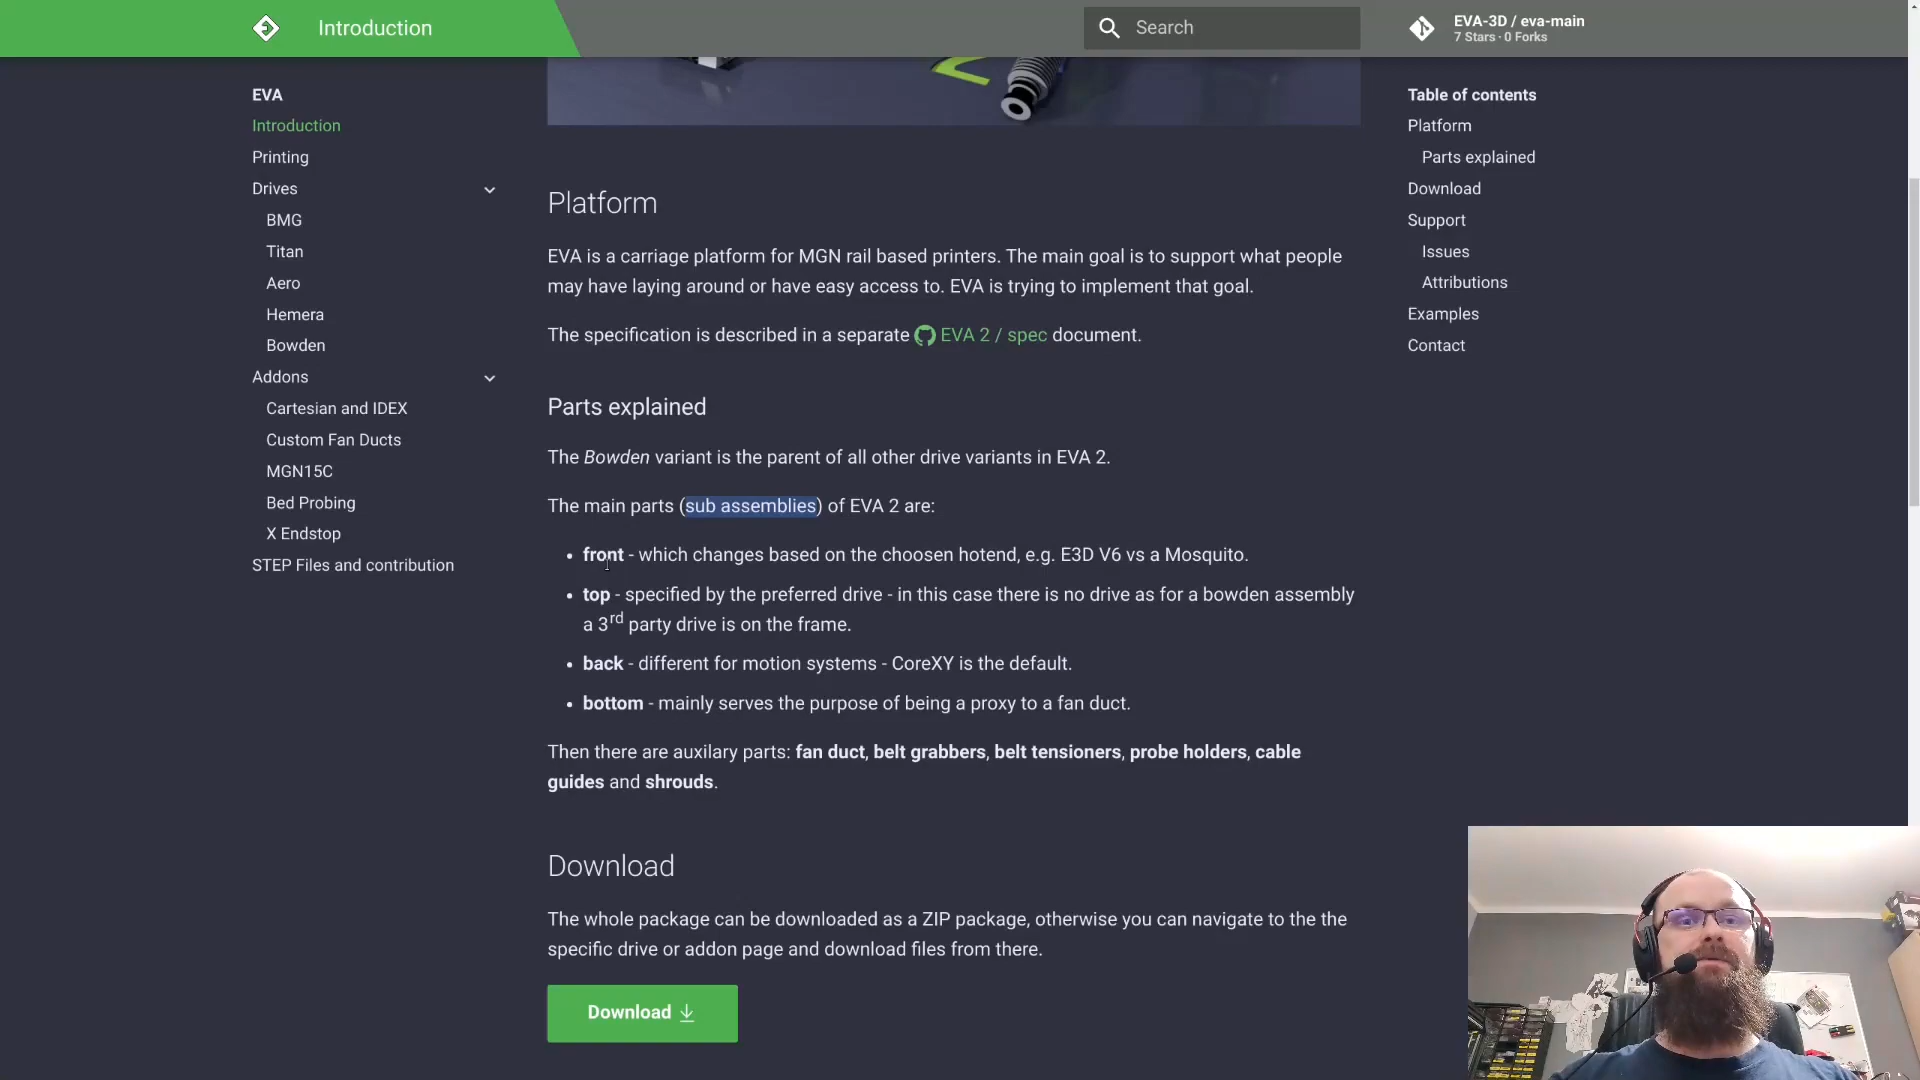 Introduction
Search
EVA-3D / eva-main
7 Stars · 0 Forks
EVA
Introduction
Printing
Drives
BMG
Titan
Aero
Hemera
Bowden
Addons
Cartesian and IDEX
Custom Fan Ducts
MGN15C
Bed Probing
X Endstop
STEP Files and contribution
Platform
EVA is a carriage platform for MGN rail based printers. The main goal is to support what people
may have laying around or have easy access to. EVA is trying to implement that goal.
The specification is described in a separate EVA 2 / spec document.
Parts explained
The Bowden variant is the parent of all other drive variants in EVA 2.
The main parts (sub assemblies) of EVA 2 are:
• front - which changes based on the choosen hotend, e.g. E3D V6 vs a Mosquito.
• top - specified by the preferred drive - in this case there is no drive as for a bowden assembly
a 3rd party drive is on the frame.
• back - different for motion systems - CoreXY is the default.
• bottom - mainly serves the purpose of being a proxy to a fan duct.
Then there are auxilary parts: fan duct, belt grabbers, belt tensioners, probe holders, cable
guides and shrouds.
Download
The whole package can be downloaded as a ZIP package, otherwise you can navigate to the the
specific drive or addon page and download files from there.
Download
Table of contents
Platform
Parts explained
Download
Support
Issues
Attributions
Examples
Contact